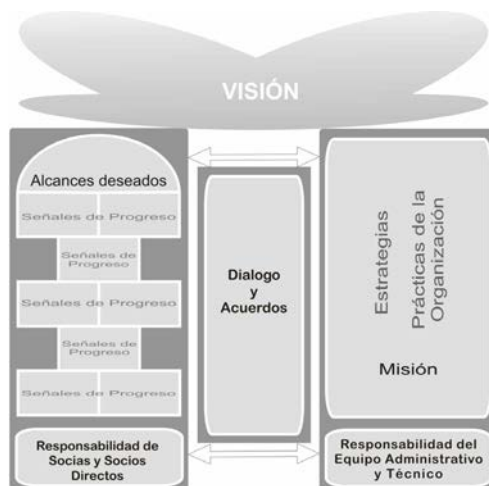 VISIÓN
Alcances deseados
Señales de Progreso
Señales de
Progreso
Señales de Progreso
Señales de
Progreso
Señales de Progreso
Responsabilidad de
Socias y Socios
Directos
Dialogo
y
Acuerdos
Estrategias
Prácticas de la
Organización
Misión
Responsabilidad del
Equipo Administrativo
y Técnico